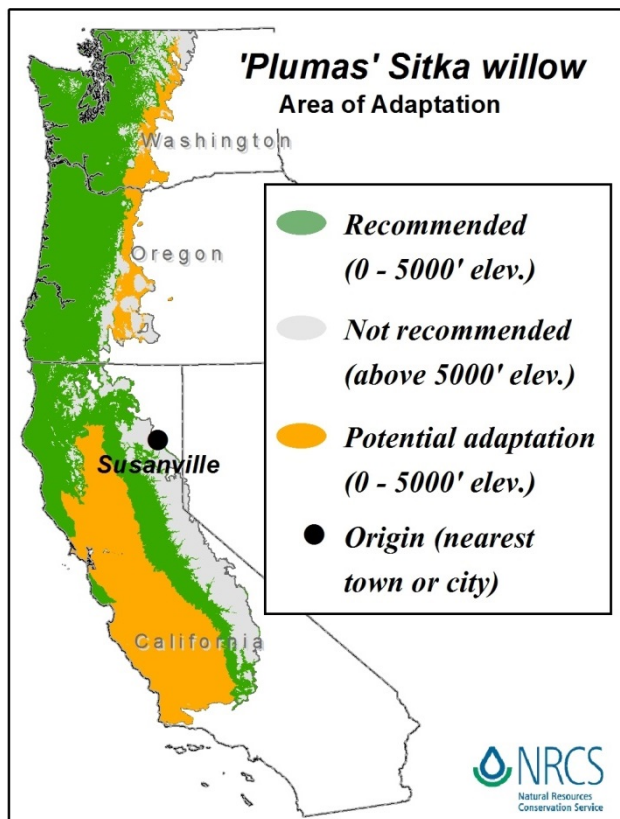 'Plumas' Sitka willow
Area of Adaptation
Washington
Oregon
Recommended
(0 - 5000' elev.)
Not recommended
(above 5000' elev.)
Potential adaptation
(0 - 5000' elev.)
Origin (nearest
town or city)
Susanville
California
NRCS
Natural Resources
Conservation Service